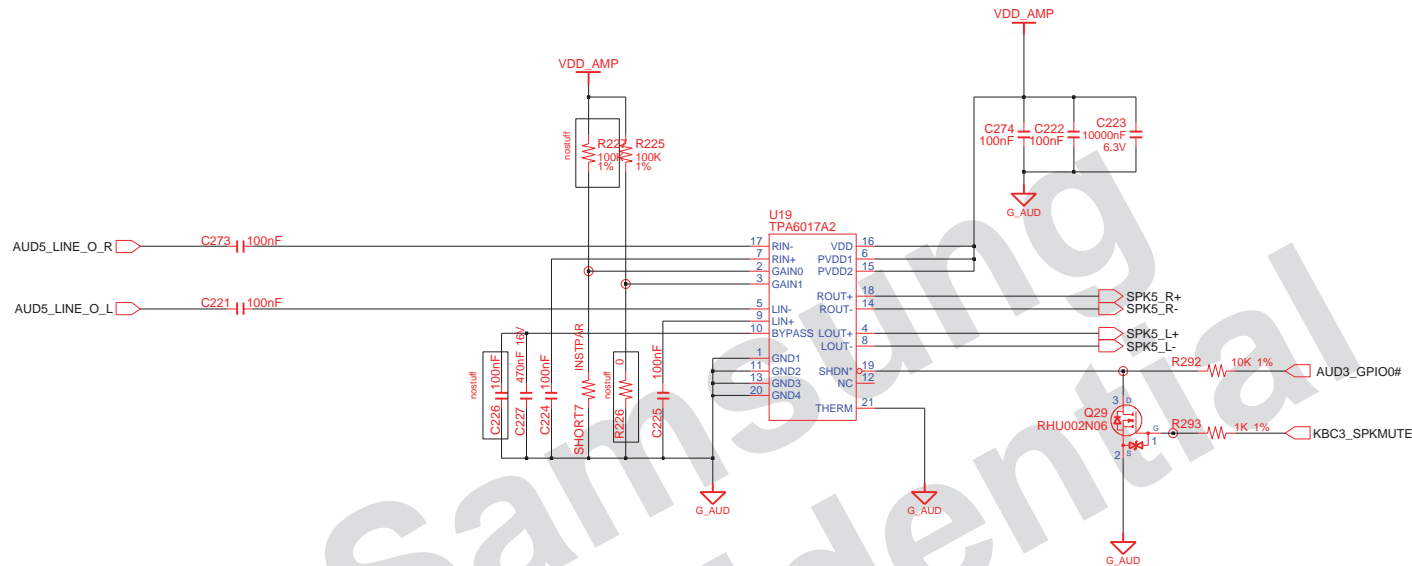 VDD_AMP
VDD_AMP
nostuff
R227
100K
1%
R225
100K
1%
C274
100nF
C222
100nF
C223
10000nF
6.3V
G_AUD
U19
TPA6017A2
AUD5_LINE_O_R
C273
100nF
17 RIN-
7 RIN+
2 GAIN0
3 GAIN1
AUD5_LINE_O_L
C221
100nF
5 LIN-
9 LIN+
10 BYPASS
1 GND1
11 GND2
13 GND3
20 GND4
VDD 16
PVDD1 6
PVDD2 15
ROUT+ 18
ROUT- 14
LOUT+ 4
LOUT- 8
SHDN* 19
NC 12
THERM 21
SPK5_R+
SPK5_R-
SPK5_L+
SPK5_L-
nostuff
C226 100nF
C227 470nF 16V
C224 100nF
SHORT7 INSTPAR
nostuff
R226 0
C225 100nF
R292 10K 1%
AUD3_GPIO0#
3 D
Q29
RHU002N06
G
1
2 S
R293 1K 1%
KBC3_SPKMUTE
G_AUD
G_AUD
G_AUD
Samsung
Confidential